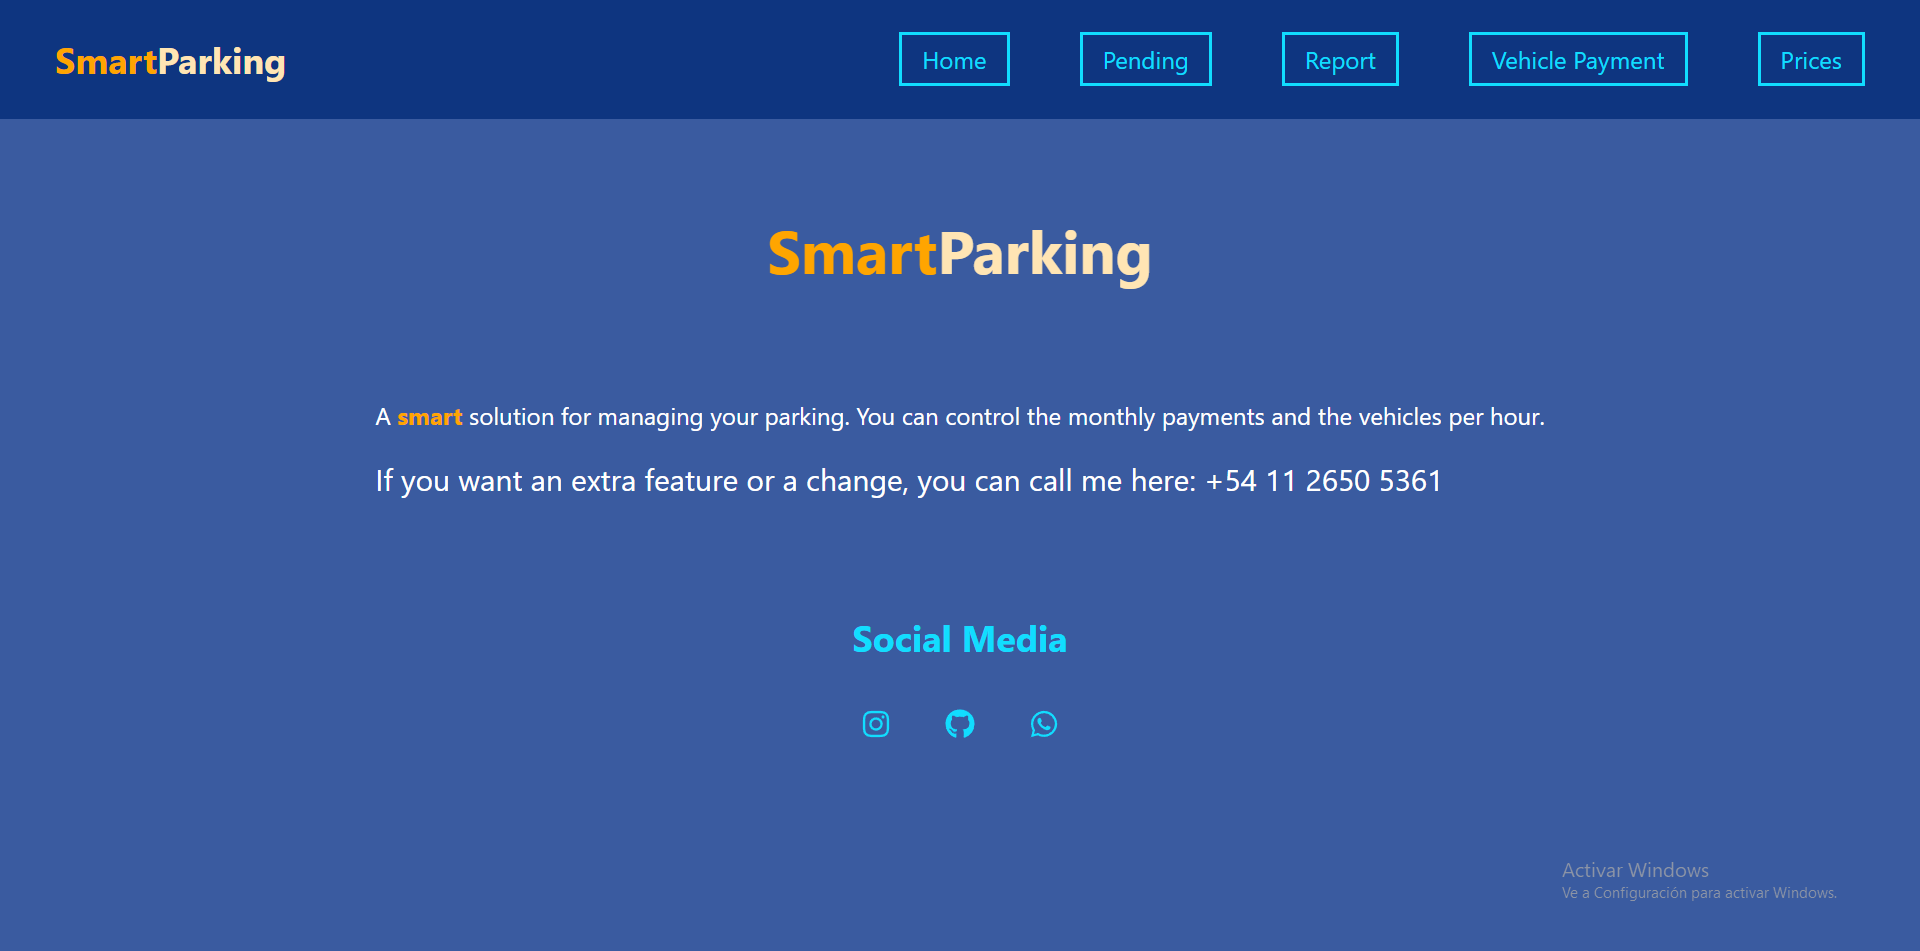 SmartParking
Home
Pending
Report
Vehicle Payment
Prices
SmartParking
A smart solution for managing your parking. You can control the monthly payments and the vehicles per hour.
If you want an extra feature or a change, you can call me here: +54 11 2650 5361
Social Media
Activar Windows
Ve a Configuración para activar Windows.